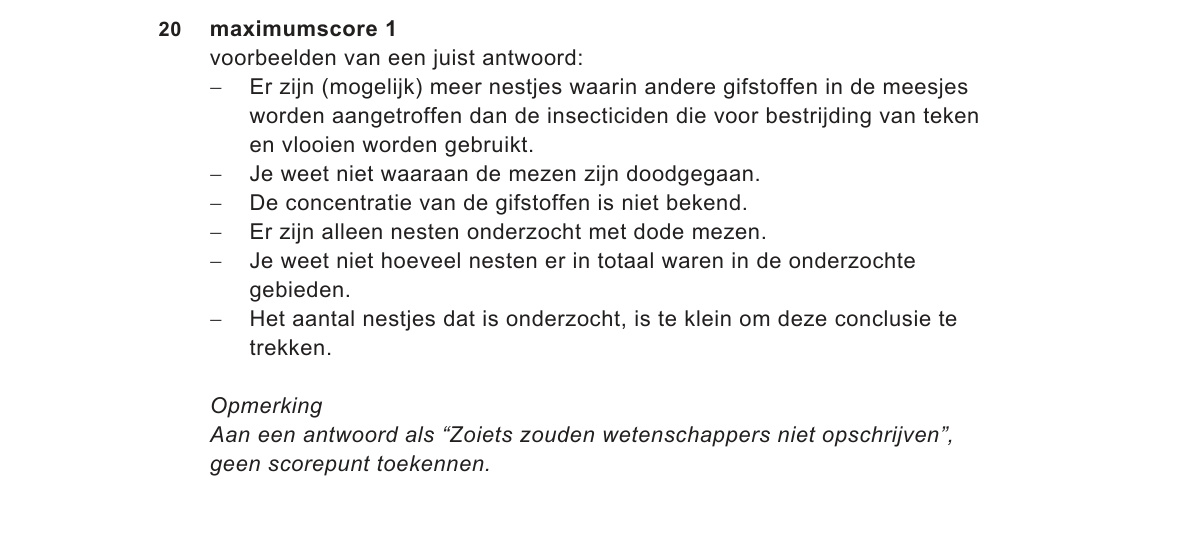 20 maximumscore 1
voorbeelden van een juist antwoord:
– Er zijn (mogelijk) meer nestjes waarin andere gifstoffen in de meesjes
worden aangetroffen dan de insecticiden die voor bestrijding van teken
en vlooien worden gebruikt.
– Je weet niet waaraan de mezen zijn doodgegaan.
– De concentratie van de gifstoffen is niet bekend.
– Er zijn alleen nesten onderzocht met dode mezen.
– Je weet niet hoeveel nesten er in totaal waren in de onderzochte
gebieden.
– Het aantal nestjes dat is onderzocht, is te klein om deze conclusie te
trekken.
Opmerking
Aan een antwoord als “Zoiets zouden wetenschappers niet opschrijven”,
geen scorepunt toekennen.